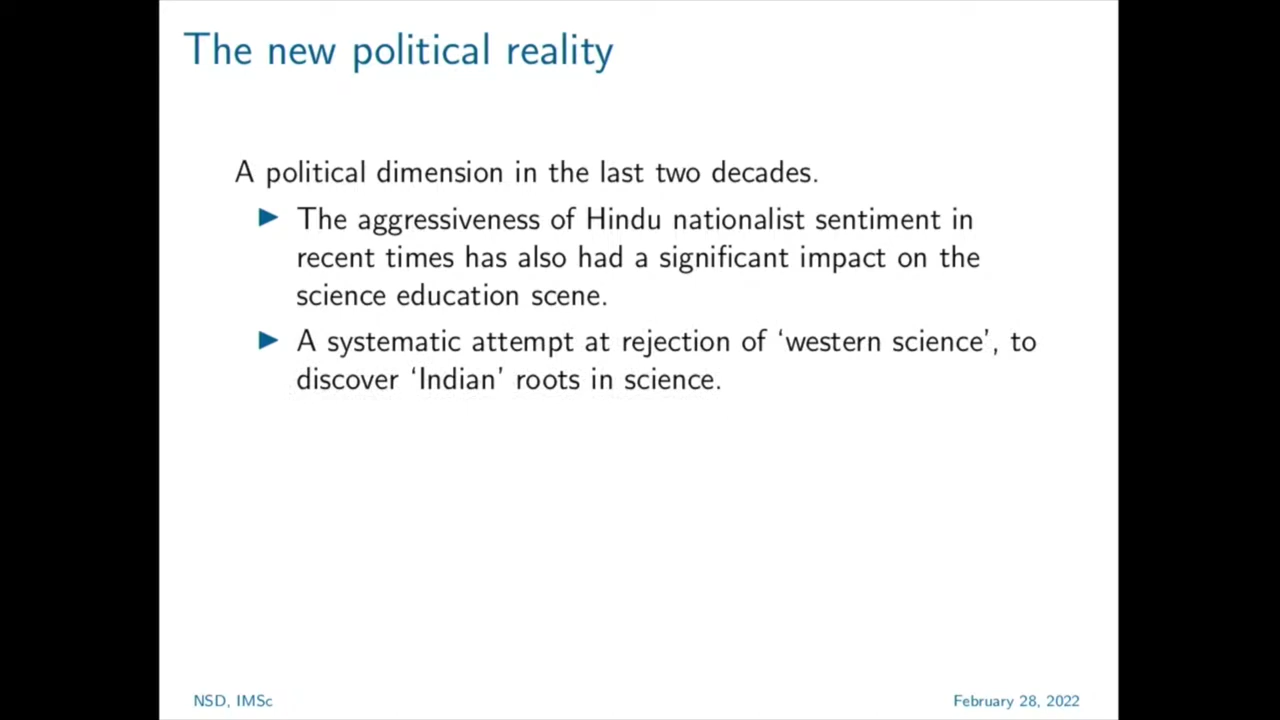 The new political reality
A political dimension in the last two decades.
▶ The aggressiveness of Hindu nationalist sentiment in
recent times has also had a significant impact on the
science education scene.
▶ A systematic attempt at rejection of ‘western science’, to
discover ‘Indian’ roots in science.
NSD, IMSc
February 28, 2022